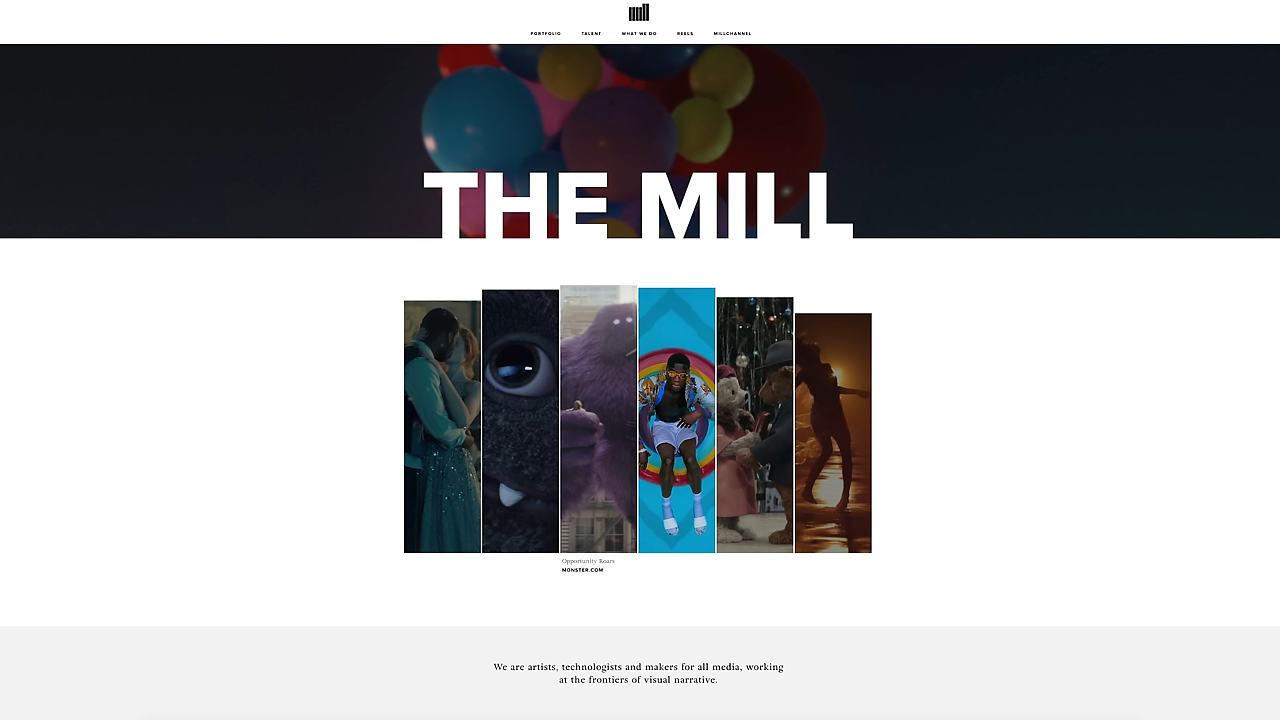 mill
PORTFOLIO TALENT WHAT WE DO REELS MILLCHANNEL
THE MILL
Opportunity Roars
MONSTER.COM
We are artists, technologists and makers for all media, working
at the frontiers of visual narrative.